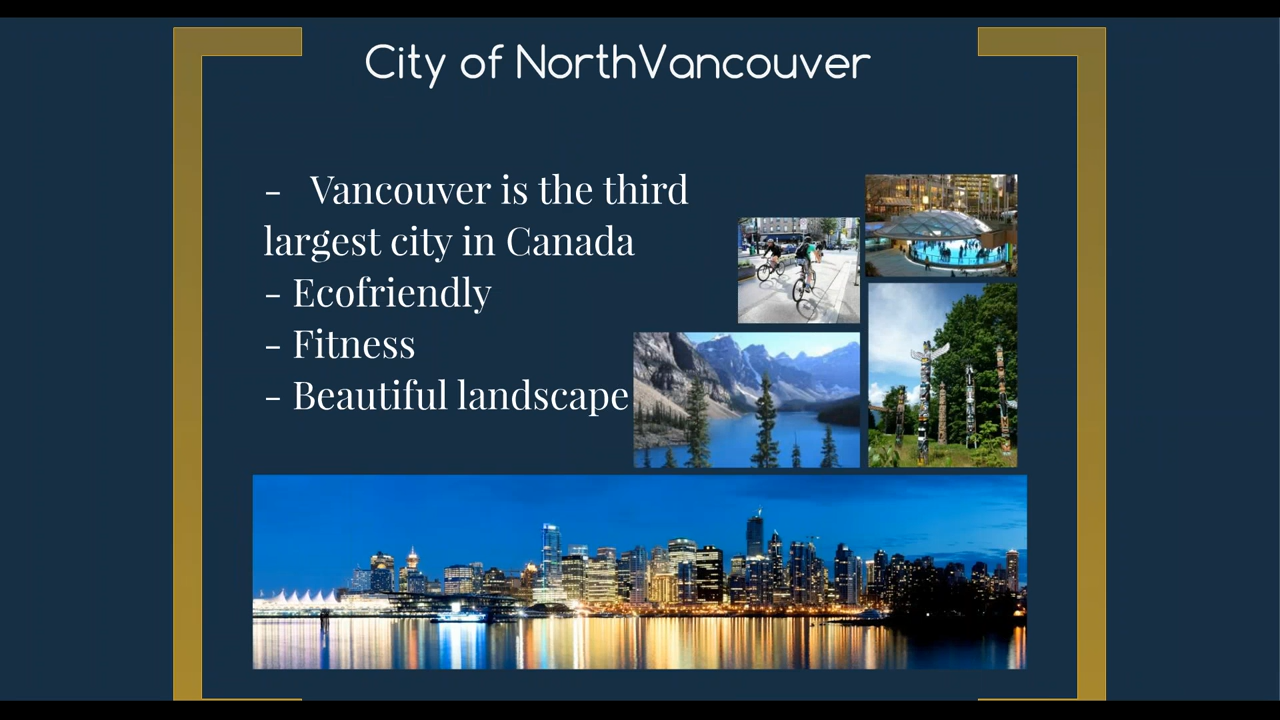 City of NorthVancouver
- Vancouver is the third
largest city in Canada
- Ecofriendly
- Fitness
- Beautiful landscape